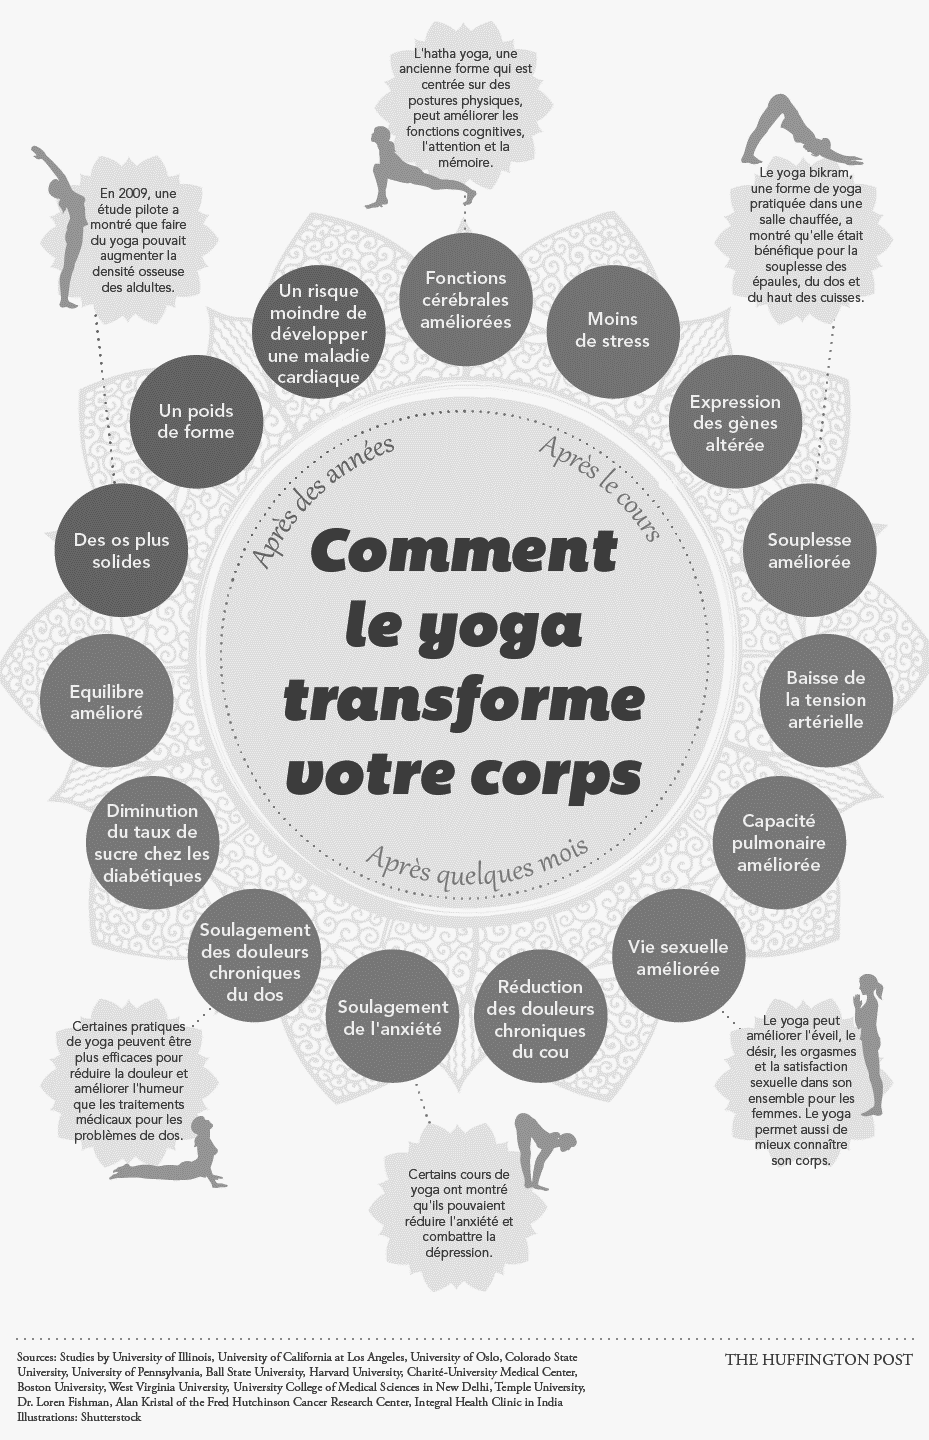 L'hatha yoga, une
ancienne forme qui est
centrée sur des
postures physiques,
peut améliorer les
fonctions cognitives,
l'attention et la
mémoire.
En 2009, une
étude pilote a
montré que faire
du yoga pouvait
augmenter la
densité osseuse
des aldultes.
Le yoga bikram,
une forme de yoga
pratiquée dans une
salle chauffée, a
montré qu'elle était
bénéfique pour la
souplesse des
épaules, du dos et
du haut des cuisses.
Fonctions
cérébrales
améliorées
Moins
de stress
Expression
des gènes
altérée
Souplesse
améliorée
Baisse de
la tension
artérielle
Capacité
pulmonaire
améliorée
Vie sexuelle
améliorée
Réduction
des douleurs
chroniques
du cou
Soulagement
de l'anxiété
Soulagement
des douleurs
chroniques
du dos
Diminution
du taux de
sucre chez les
diabétiques
Equilibre
amélioré
Des os plus
solides
Un poids
de forme
Un risque
moindre de
développer
une maladie
cardiaque
Après des années
Après le cours
Comment
le yoga
transforme
votre corps
Après quelques mois
Certaines pratiques
de yoga peuvent être
plus efficaces pour
réduire la douleur et
améliorer l'humeur
que les traitements
médicaux pour les
problèmes de dos.
Certains cours de
yoga ont montré
qu'ils pouvaient
réduire l'anxiété et
combattre la
dépression.
Le yoga peut
améliorer l'éveil, le
désir, les orgasmes
et la satisfaction
sexuelle dans son
ensemble pour les
femmes. Le yoga
permet aussi de
mieux connaître
son corps.
Sources: Studies by University of Illinois, University of California at Los Angeles, University of Oslo, Colorado State
University, University of Pennsylvania, Ball State University, Harvard University, Charité-University Medical Center,
Boston University, West Virginia University, University College of Medical Sciences in New Delhi, Temple University,
Dr. Loren Fishman, Alan Kristal of the Fred Hutchinson Cancer Research Center, Integral Health Clinic in India
Illustrations: Shutterstock
THE HUFFINGTON POST